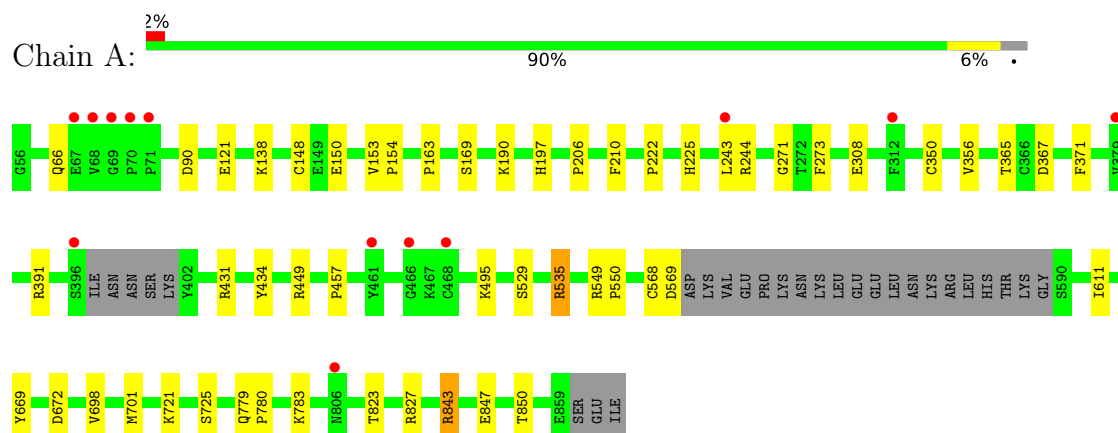 2%
Chain A:
90% 6% •
G56 Q66 E67 V68 G69 P70 P71 D90 E121 K138 C148 E149 E150 V153 P154 P163 S169 K190 H197 P206 F210 P222 H225 L243 R244 G271 T272 F273 E308 F312 C350 V356 T365 C366 D367 F371 V379
R391 S396 ILE ASN ASN SER LYS Y402 R431 Y434 R449 P457 Y461 G466 K467 C468 K495 S529 R535 R549 P550 C568 D569 ASP LYS VAL GLU PRO LYS ASN LYS LEU GLU GLU LEU ASN LYS ARG LEU HIS THR LYS GLY S590 I611
Y669 D672 V698 M701 K721 S725 Q779 P780 K783 N806 T823 R827 R843 E847 T850 E859 SER GLU ILE